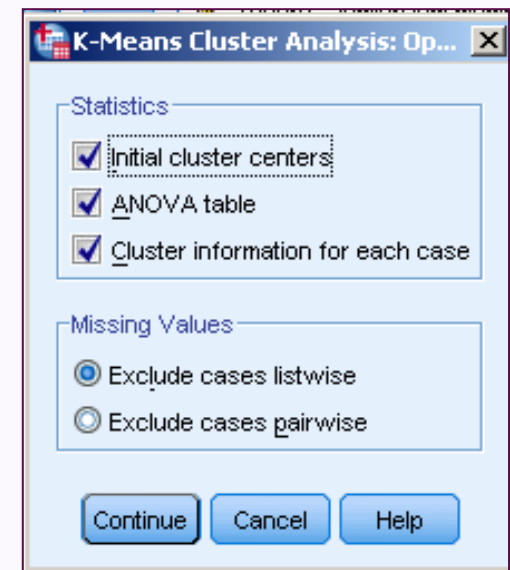 K-Means Cluster Analysis: Op...
Statistics
Initial cluster centers
ANOVA table
Cluster information for each case
Missing Values
Exclude cases listwise
Exclude cases pairwise
Continue Cancel Help